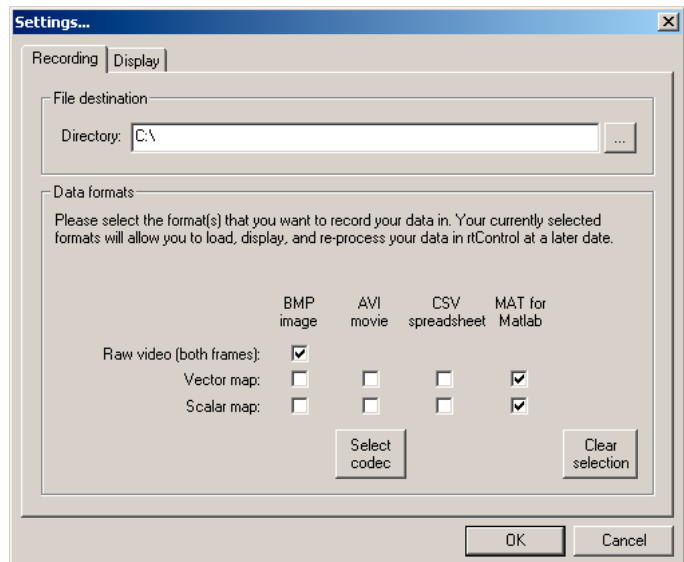 Settings...
Recording Display
File destination
Directory: C:\ ...
Data formats
Please select the format(s) that you want to record your data in. Your currently selected
formats will allow you to load, display, and re-process your data in rtControl at a later date.
BMP AVI CSV MAT for
image movie spreadsheet Matlab
Raw video (both frames):
Vector map:
Scalar map:
Select Clear
codec selection
OK Cancel